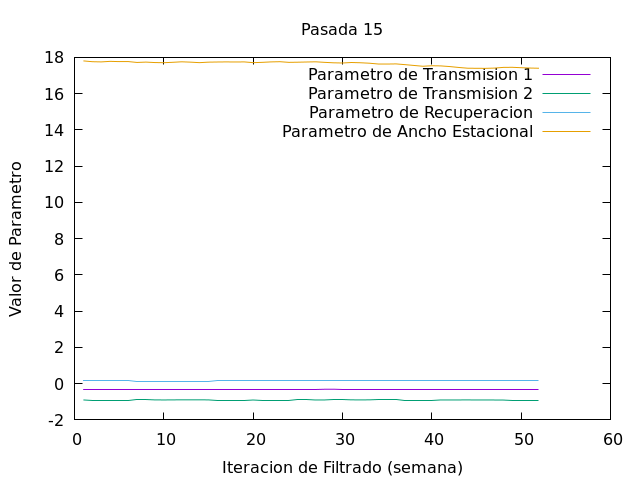 Pasada 15
18
16
14
12
10
8
6
4
2
0
-2
Valor de Parametro
Parametro de Transmision 1
Parametro de Transmision 2
Parametro de Recuperacion
Parametro de Ancho Estacional
0 10 20 30 40 50 60
Iteracion de Filtrado (semana)